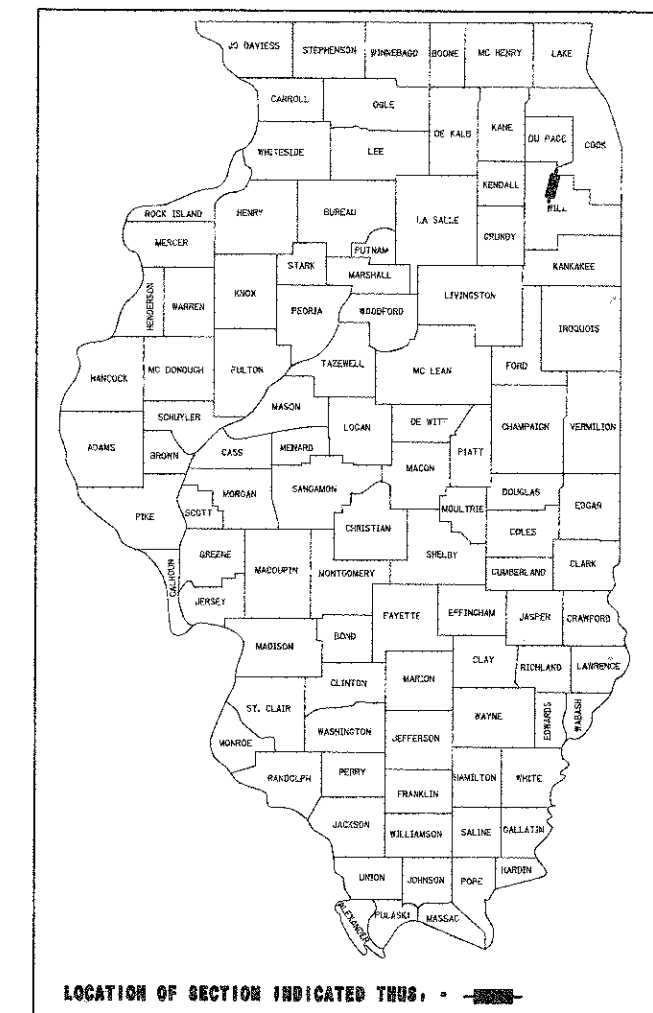 JO DAVIESS STEPHENSON WINNEBAGO BOONE MC HENRY LAKE
CARROLL OGLE DE KALB KANE DU PAGE COOK
WHITESIDE LEE
KENDALL WILL
ROCK ISLAND HENRY BUREAU LA SALLE GRUNDY
MERCER PUTNAM
STARK MARSHALL KANKAKEE
HENDERSON WARREN KNOX PEORIA WOODFORD LIVINGSTON
IROQUOIS
HANCOCK MC DONOUGH FULTON TAZEWELL MC LEAN FORD
SCHUYLER MASON LOGAN DE WITT CHAMPAIGN VERMILION
ADAMS BROWN CASS MENARD MACON PIATT
SCOTT MORGAN SANGAMON MOULTRIE DOUGLAS EDGAR
PIKE CHRISTIAN COLES
CALHOUN GREENE MACOUPIN MONTGOMERY SHELBY CUMBERLAND CLARK
JERSEY FAYETTE EFFINGHAM JASPER CRAWFORD
MADISON BOND CLAY RICHLAND LAWRENCE
CLINTON MARION
ST. CLAIR WAYNE EDWARDS WABASH
WASHINGTON JEFFERSON
MONROE
RANDOLPH PERRY HAMILTON WHITE
FRANKLIN
JACKSON WILLIAMSON SALINE GALLATIN
UNION JOHNSON POPE HARDIN
ALEXANDER PULASKI MASSAC
LOCATION OF SECTION INDICATED THUS, -